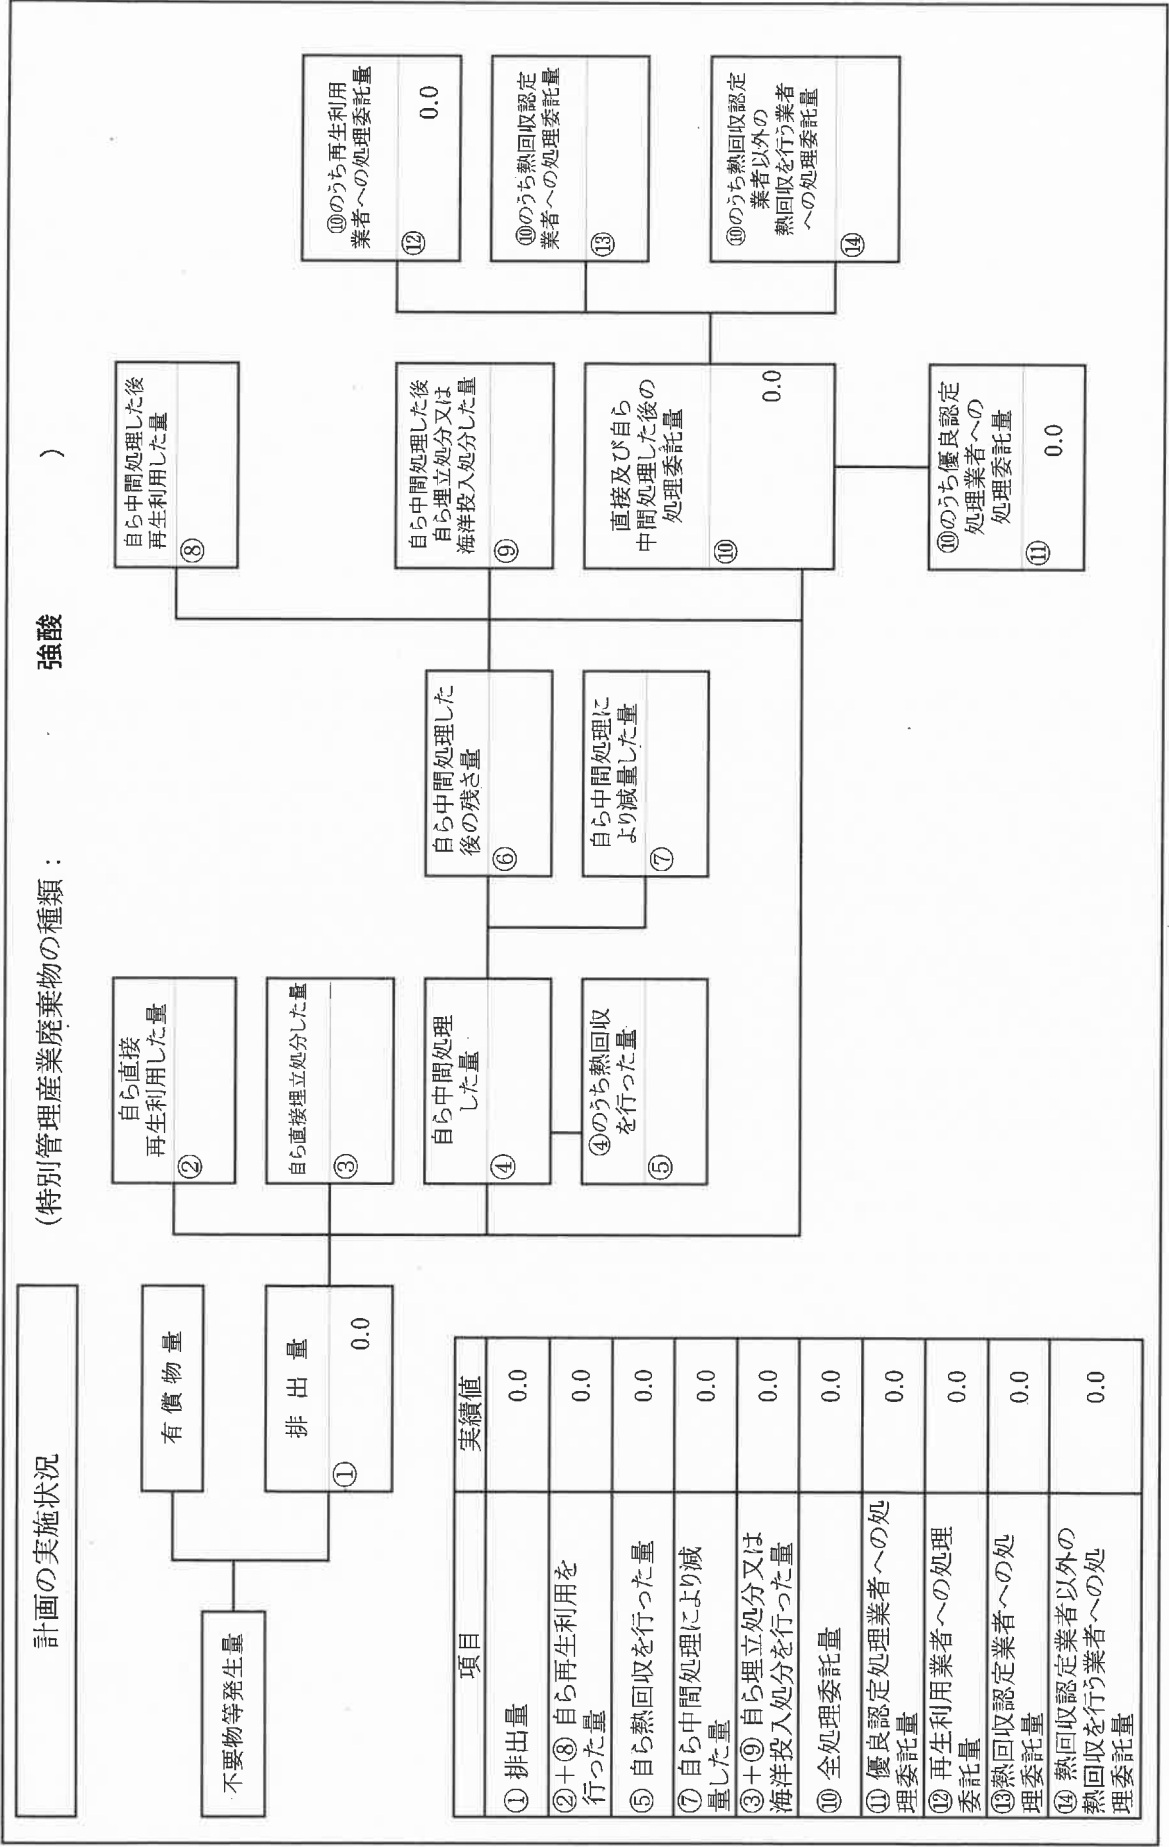 計画の実施状況
(特別管理産業廃棄物の種類： 強酸 )
不要物等発生量
有償物量
排出量
①
0.0
自ら直接
再生利用した量
②
自ら直接埋立処分した量
③
自ら中間処理
した量
④
④のうち熱回収
を行った量
⑤
自ら中間処理した
後の残さ量
⑥
自ら中間処理に
より減量した量
⑦
自ら中間処理した後
再生利用した量
⑧
自ら中間処理した後
自ら埋立処分又は
海洋投入処分した量
⑨
直接及び自ら
中間処理した後の
処理委託量
⑩
0.0
⑩のうち優良認定
処理業者への
処理委託量
⑪
0.0
⑩のうち再生利用
業者への処理委託量
⑫
0.0
⑩のうち熱回収認定
業者への処理委託量
⑬
⑩のうち熱回収認定
業者以外の
熱回収を行う業者
への処理委託量
⑭
項目 実績値
① 排出量 0.0
②＋⑧ 自ら再生利用を
行った量 0.0
⑤ 自ら熱回収を行った量 0.0
⑦ 自ら中間処理により減
量した量 0.0
③＋⑨ 自ら埋立処分又は
海洋投入処分を行った量 0.0
⑩ 全処理委託量 0.0
⑪ 優良認定処理業者への処
理委託量 0.0
⑫ 再生利用業者への処理
委託量 0.0
⑬熱回収認定業者への処
理委託量 0.0
⑭ 熱回収認定業者以外の
熱回収を行う業者への処
理委託量 0.0